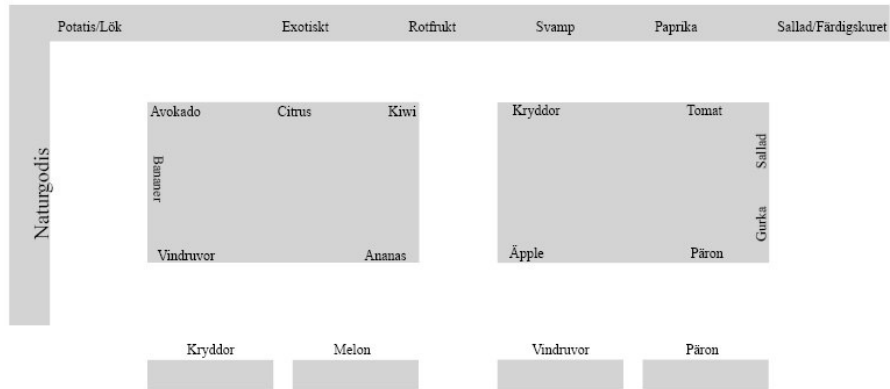 Potatis/Lök Exotiskt Rotfrukt Svamp Paprika Sallad/Färdigskuret
Naturgodis
Avokado Citrus Kiwi
Bananer
Vindruvor Ananas
Kryddor Tomat
Sallad
Gurka
Äpple Päron
Kryddor Melon Vindruvor Päron